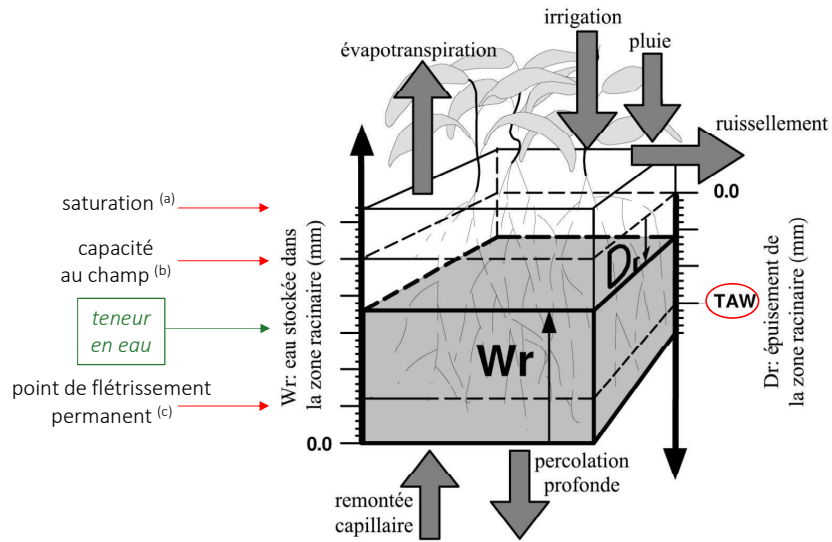 irrigation
pluie
évapotranspiration
ruissellement
saturation (a)
0.0
capacité
au champ (b)
Wr: eau stockée dans
la zone racinaire (mm)
Dr
Dr: épuisement de
la zone racinaire (mm)
TAW
teneur
en eau
Wr
point de flétrissement
permanent (c)
0.0
percolation
profonde
remontée
capillaire